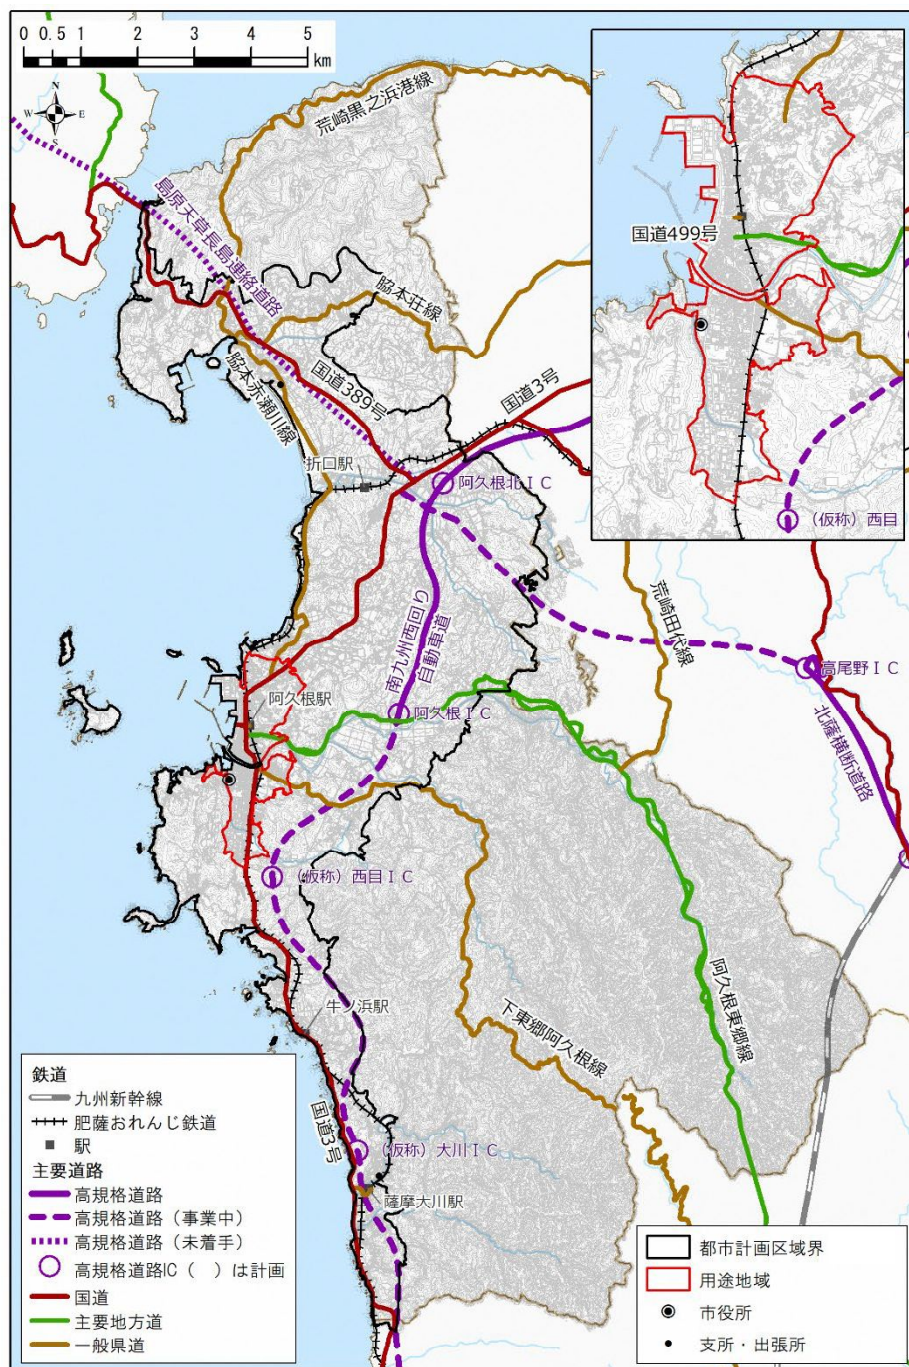 0 0.5 1 2 3 4 5
km
N
W E
S
荒崎黒之浜港線
島原天草長島連絡道路
脇本荘線
脇本赤瀬川線
国道389号
国道3号
折口駅
阿久根北IC
国道499号
(仮称)西目
南九州西回り
自動車道
荒崎田代線
高尾野IC
北薩横断道路
阿久根駅
阿久根IC
(仮称)西目IC
牛ノ浜駅
阿久根東郷線
下東郷阿久根線
国道3号
(仮称)大川IC
薩摩大川駅
鉄道
九州新幹線
肥薩おれんじ鉄道
駅
主要道路
高規格道路
高規格道路(事業中)
高規格道路(未着手)
高規格道路IC( )は計画
国道
主要地方道
一般県道
都市計画区域界
用途地域
市役所
支所・出張所